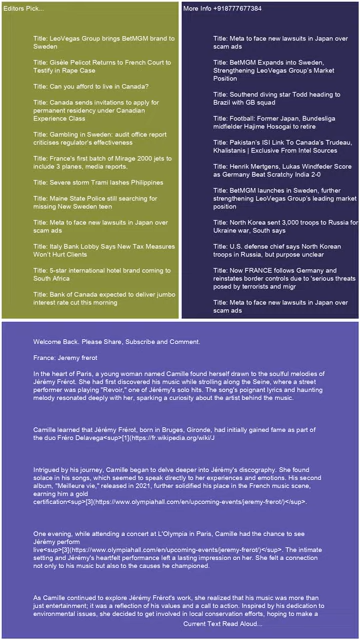 Editors Pick...
Title: LeoVegas Group brings BetMGM brand to
Sweden
Title: Gisèle Pelicot Returns to French Court to
Testify in Rape Case
Title: Can you afford to live in Canada?
Title: Canada sends invitations to apply for
permanent residency under Canadian
Experience Class
Title: Gambling in Sweden: audit office report
criticises regulator's effectiveness
Title: France's first batch of Mirage 2000 jets to
include 3 planes, media reports.
Title: Severe storm Trami lashes Philippines
Title: Maine State Police still searching for
missing New Sweden teen
Title: Meta to face new lawsuits in Japan over
scam ads
Title: Italy Bank Lobby Says New Tax Measures
Won't Hurt Clients
Title: 5-star international hotel brand coming to
South Africa
Title: Bank of Canada expected to deliver jumbo
interest rate cut this morning
More Info +918777677384
Title: Meta to face new lawsuits in Japan over
scam ads
Title: BetMGM Expands into Sweden,
Strengthening LeoVegas Group's Market
Position
Title: Southend diving star Todd heading to
Brazil with GB squad
Title: Football: Former Japan, Bundesliga
midfielder Hajime Hosogai to retire
Title: Pakistan's ISI Link To Canada's Trudeau,
Khalistanis | Exclusive From Intel Sources
Title: Henrik Mertgens, Lukas Windfeder Score
as Germany Beat Scratchy India 2-0
Title: BetMGM launches in Sweden, further
strengthening LeoVegas Group's leading market
position
Title: North Korea sent 3,000 troops to Russia for
Ukraine war, South says
Title: U.S. defense chief says North Korean
troops in Russia, but purpose unclear
Title: Now FRANCE follows Germany and
reinstates border controls due to 'serious threats
posed by terrorists and migr
Title: Meta to face new lawsuits in Japan over
scam ads
Welcome Back. Please Share, Subscribe and Comment.
France: Jeremy frerot
In the heart of Paris, a young woman named Camille found herself drawn to the soulful melodies of
Jérémy Frérot. She had first discovered his music while strolling along the Seine, where a street
performer was playing "Revoir," one of Jérémy's solo hits. The song's poignant lyrics and haunting
melody resonated deeply with her, sparking a curiosity about the artist behind the music.
Camille learned that Jérémy Frérot, born in Bruges, Gironde, had initially gained fame as part of
the duo Fréro Delavega<sup>[1](https://fr.wikipedia.org/wiki/J
Intrigued by his journey, Camille began to delve deeper into Jérémy's discography. She found
solace in his songs, which seemed to speak directly to her experiences and emotions. His second
album, "Meilleure vie," released in 2021, further solidified his place in the French music scene,
earning him a gold
certification<sup>[3](https://www.olympiahall.com/en/upcoming-events/jeremy-frerot/)</sup>.
One evening, while attending a concert at L'Olympia in Paris, Camille had the chance to see
Jérémy perform
live<sup>[3](https://www.olympiahall.com/en/upcoming-events/jeremy-frerot/)</sup>. The intimate
setting and Jérémy's heartfelt performance left a lasting impression on her. She felt a connection
not only to his music but also to the causes he championed.
As Camille continued to explore Jérémy Frérot's work, she realized that his music was more than
just entertainment; it was a reflection of his values and a call to action. Inspired by his dedication to
environmental issues, she decided to get involved in local conservation efforts, hoping to make a
Current Text Read Aloud...